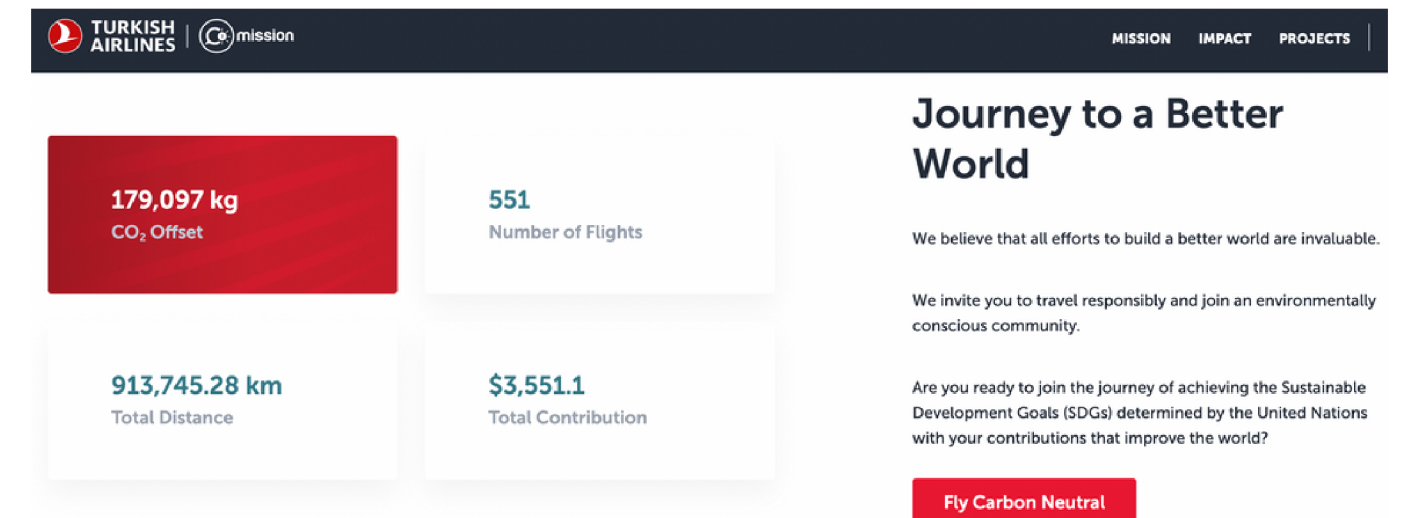 TURKISH
AIRLINES
Co mission
MISSION IMPACT PROJECTS
179,097 kg
CO₂ Offset
551
Number of Flights
913,745.28 km
Total Distance
$3,551.1
Total Contribution
Journey to a Better
World
We believe that all efforts to build a better world are invaluable.
We invite you to travel responsibly and join an environmentally
conscious community.
Are you ready to join the journey of achieving the Sustainable
Development Goals (SDGs) determined by the United Nations
with your contributions that improve the world?
Fly Carbon Neutral